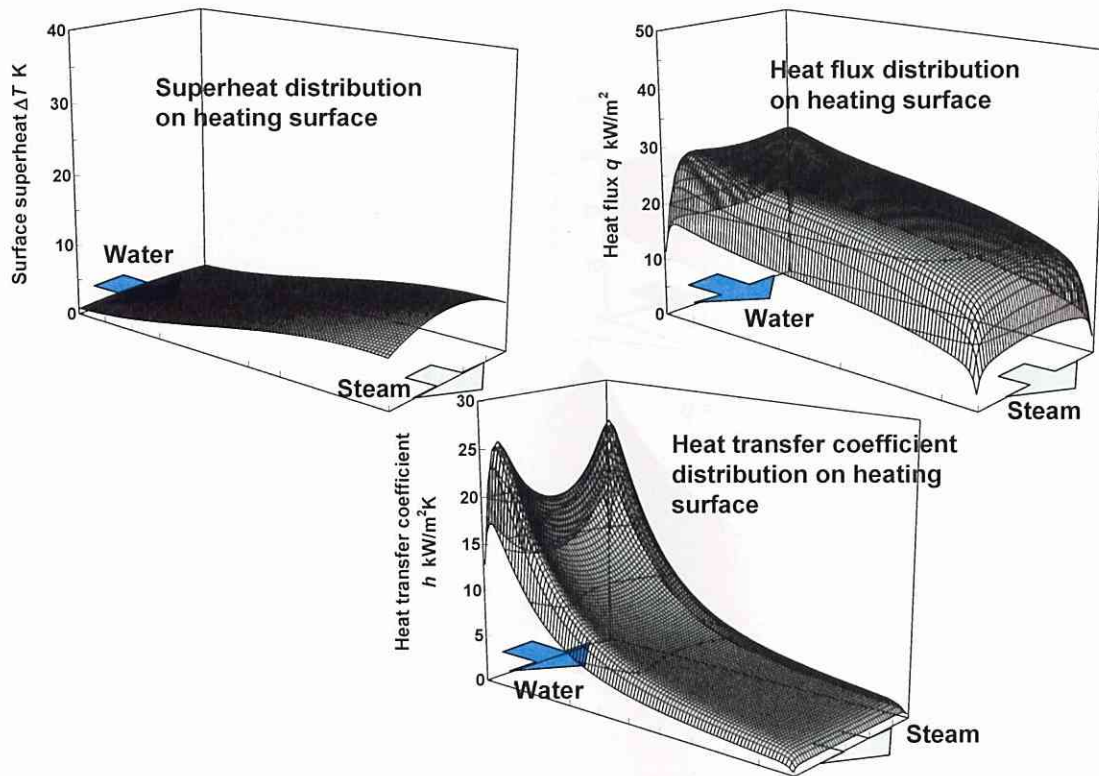 40
30
20
10
0
Surface superheat ΔT K
Superheat distribution
on heating surface
Water
Steam
50
40
30
20
10
0
Heat flux q kW/m²
Heat flux distribution
on heating surface
Water
Steam
30
25
20
15
10
5
0
Heat transfer coefficient
h kW/m²K
Heat transfer coefficient
distribution on heating
surface
Water
Steam